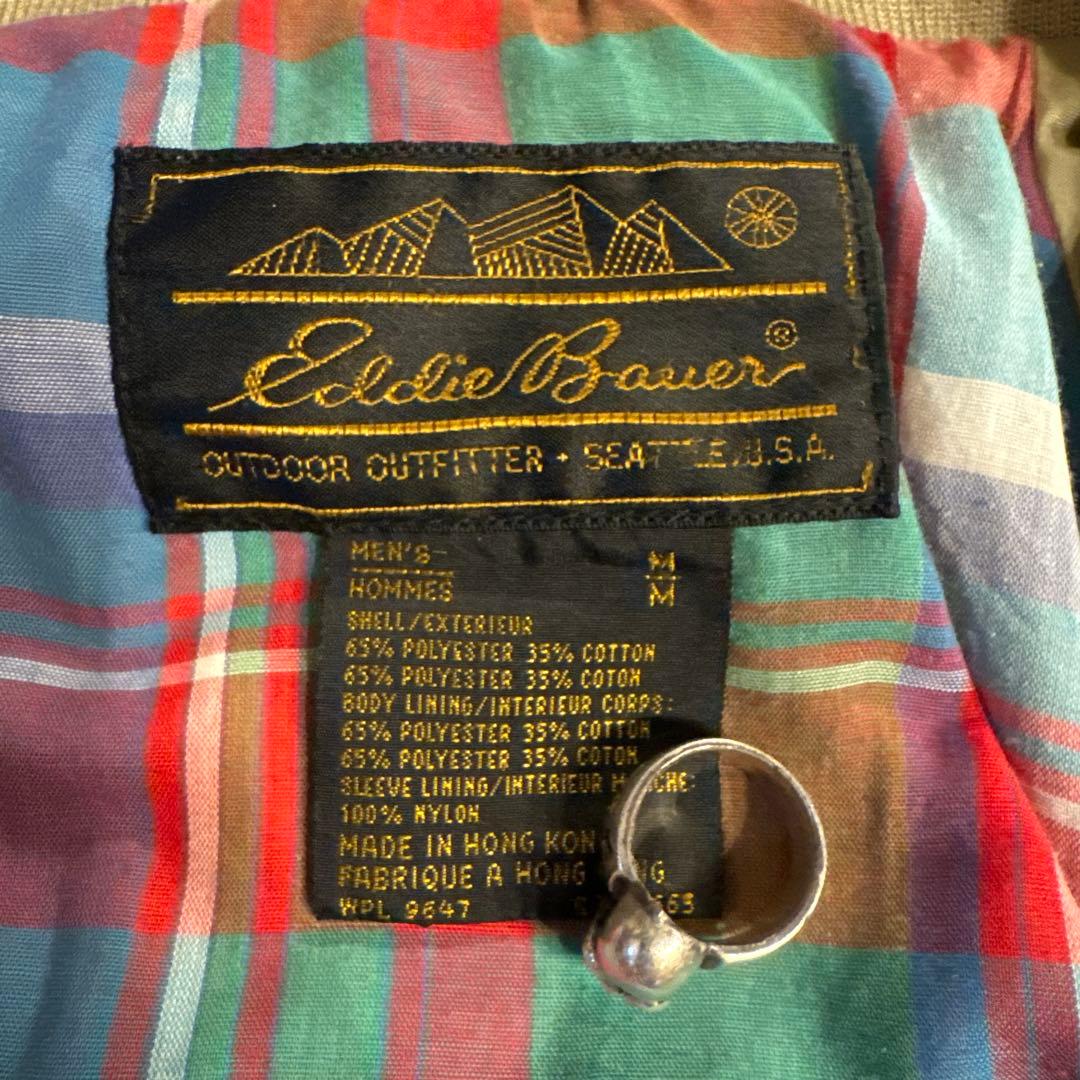 Eddie Bauer®
OUTDOOR OUTFITTER • SEATTLE, U.S.A.
MEN'S M
HOMMES M
SHELL/EXTERIEUR
65% POLYESTER 35% COTTON
65% POLYESTER 35% COTON
BODY LINING/INTERIEUR CORPS:
65% POLYESTER 35% COTTON
65% POLYESTER 35% COTON
SLEEVE LINING/INTERIEUR
100% NYLON
MADE IN HONG
FABRIQUE A HONG
WPL 9647